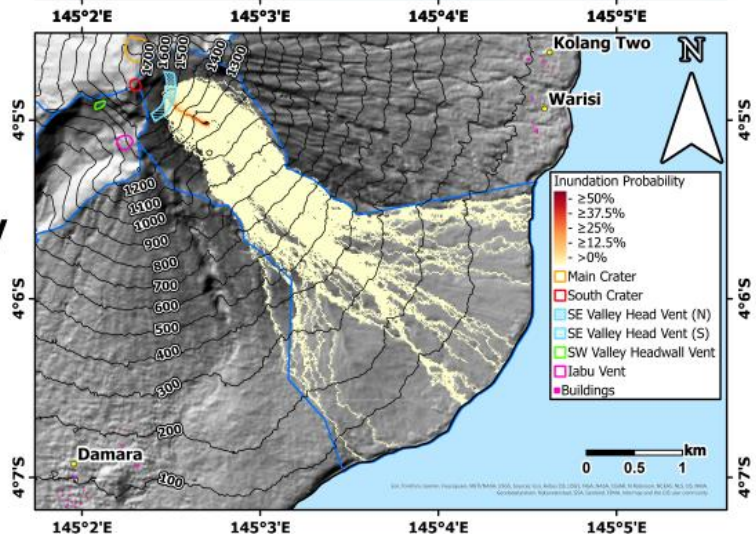 145°2'E 145°3'E 145°4'E 145°5'E
Kolang Two
N
1700 1600 1500 1400 1300
Warisi
4°5'S 4°5'S
Inundation Probability
- ≥50%
- ≥37.5%
- ≥25%
- ≥12.5%
- >0%
Main Crater
South Crater
SE Valley Head Vent (N)
SE Valley Head Vent (S)
SW Valley Headwall Vent
Iabu Vent
Buildings
y
1200
1100
1000
900
800
700
600
500
400
300
200
100
4°6'S 4°6'S
Damara
km
0 0.5 1
4°7'S 4°7'S
145°2'E 145°3'E 145°4'E 145°5'E